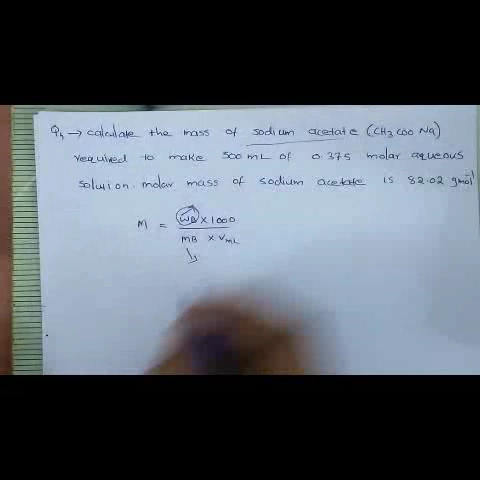 Q4 → calculate the mass of sodium acetate (CH3COONa)
required to make 500 mL of 0.375 molar aqueous
solution. molar mass of sodium acetate is 82.02 gmol-1
M = WB × 1000
MB × VmL